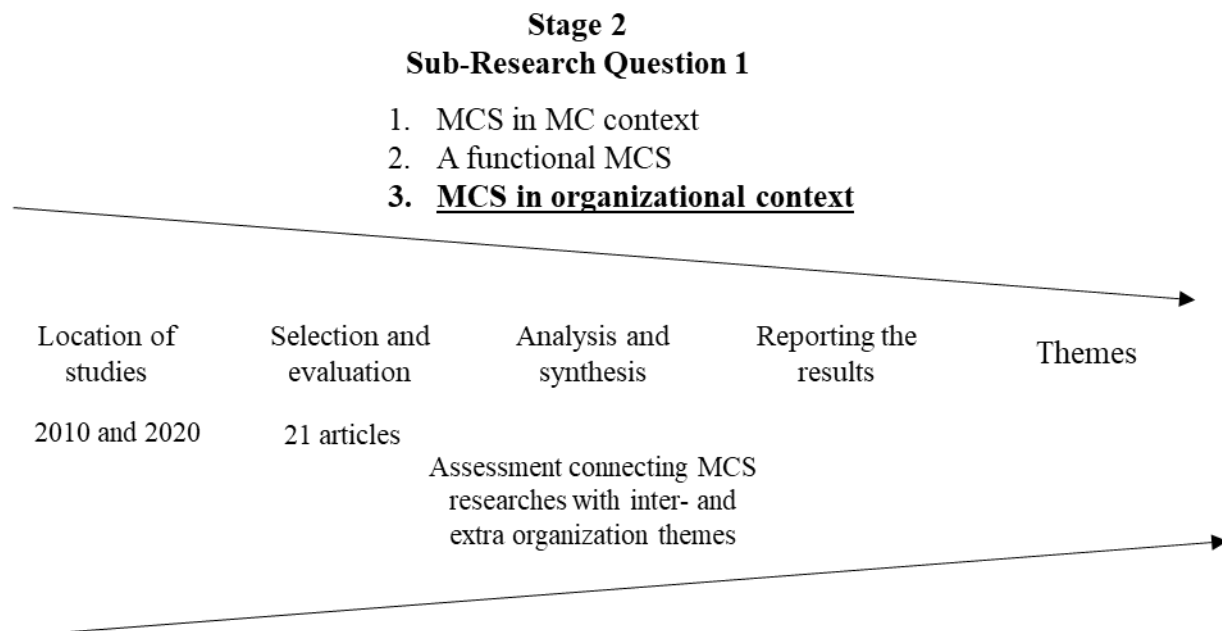 Stage 2
Sub-Research Question 1
1. MCS in MC context
2. A functional MCS
3. MCS in organizational context
Location of
studies
2010 and 2020
Selection and
evaluation
21 articles
Analysis and
synthesis
Assessment connecting MCS
researches with inter- and
extra organization themes
Reporting the
results
Themes